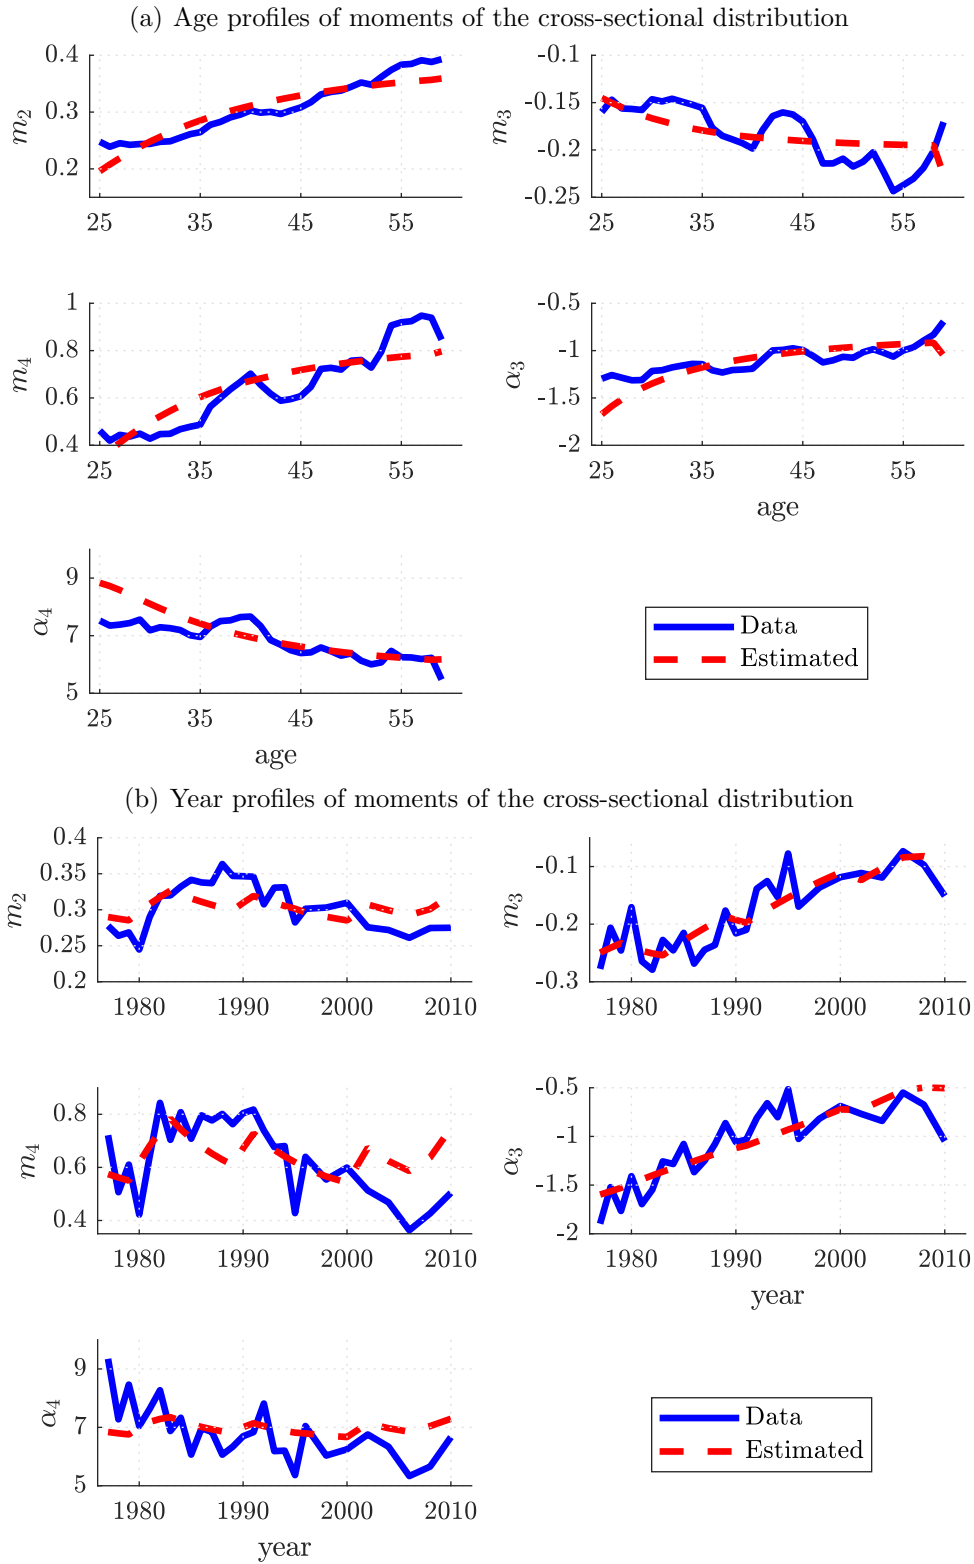 (a) Age profiles of moments of the cross-sectional distribution
0.4
0.3
0.2
m2
25 35 45 55
-0.1
-0.15
-0.2
-0.25
m3
25 35 45 55
1
0.8
0.6
0.4
m4
25 35 45 55
-0.5
-1
-1.5
-2
α3
25 35 45 55
age
9
7
5
α4
25 35 45 55
age
Data
Estimated
(b) Year profiles of moments of the cross-sectional distribution
0.4
0.35
0.3
0.25
0.2
m2
1980 1990 2000 2010
-0.1
-0.2
-0.3
m3
1980 1990 2000 2010
0.8
0.6
0.4
m4
1980 1990 2000 2010
-0.5
-1
-1.5
-2
α3
1980 1990 2000 2010
year
9
7
5
α4
1980 1990 2000 2010
year
Data
Estimated